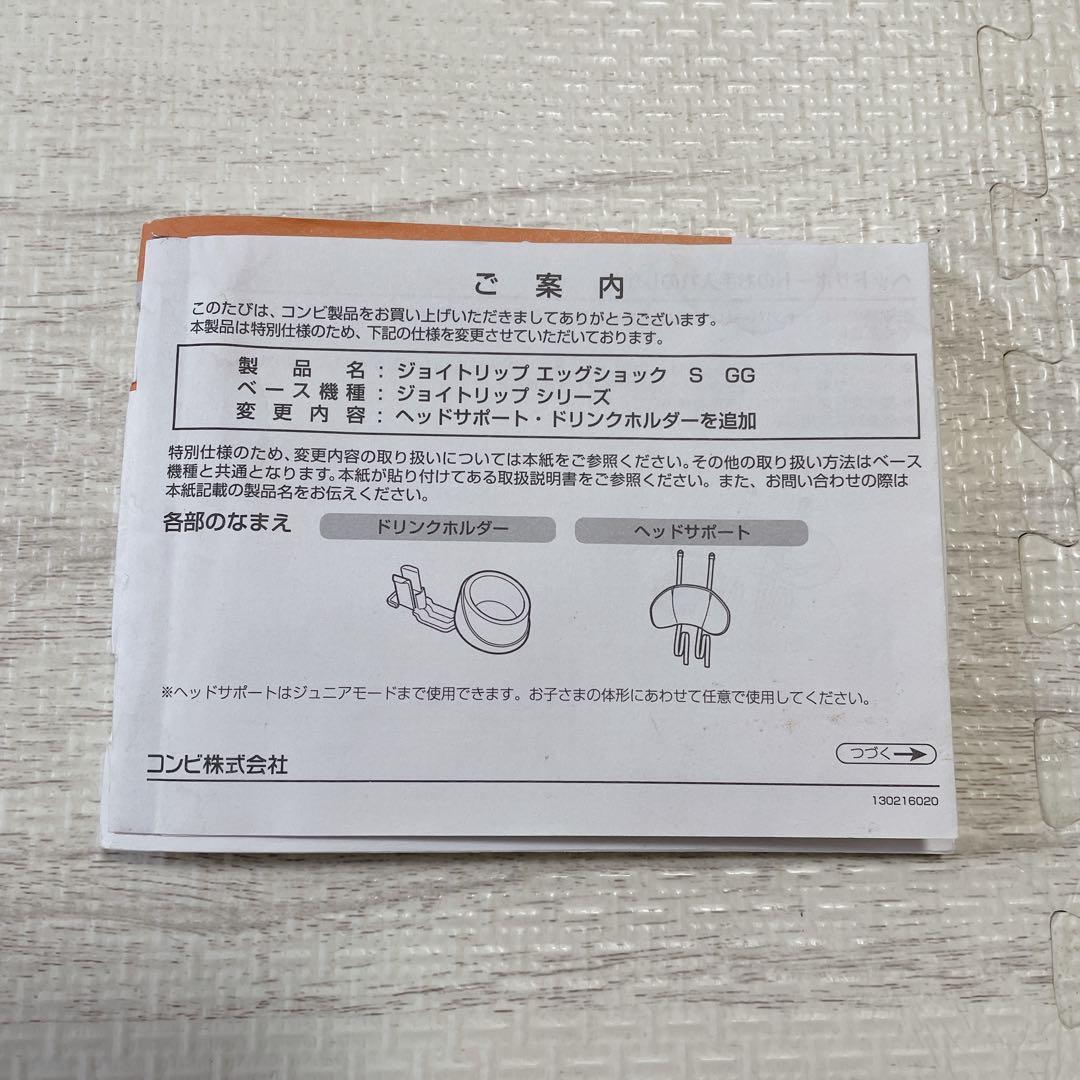 ご案内
このたびは、コンビ製品をお買い上げいただきましてありがとうございます。
本製品は特別仕様のため、下記の仕様を変更させていただいております。
製品名：ジョイトリップ エッグショック S GG
ベース機種：ジョイトリップ シリーズ
変更内容：ヘッドサポート・ドリンクホルダーを追加
特別仕様のため、変更内容の取り扱いについては本紙をご参照ください。その他の取り扱い方法はベース
機種と共通となります。本紙が貼り付けてある取扱説明書をご参照ください。また、お問い合わせの際は
本紙記載の製品名をお伝えください。
各部のなまえ
ドリンクホルダー
ヘッドサポート
※ヘッドサポートはジュニアモードまで使用できます。お子さまの体形にあわせて任意で使用してください。
つづく
コンビ株式会社
130216020